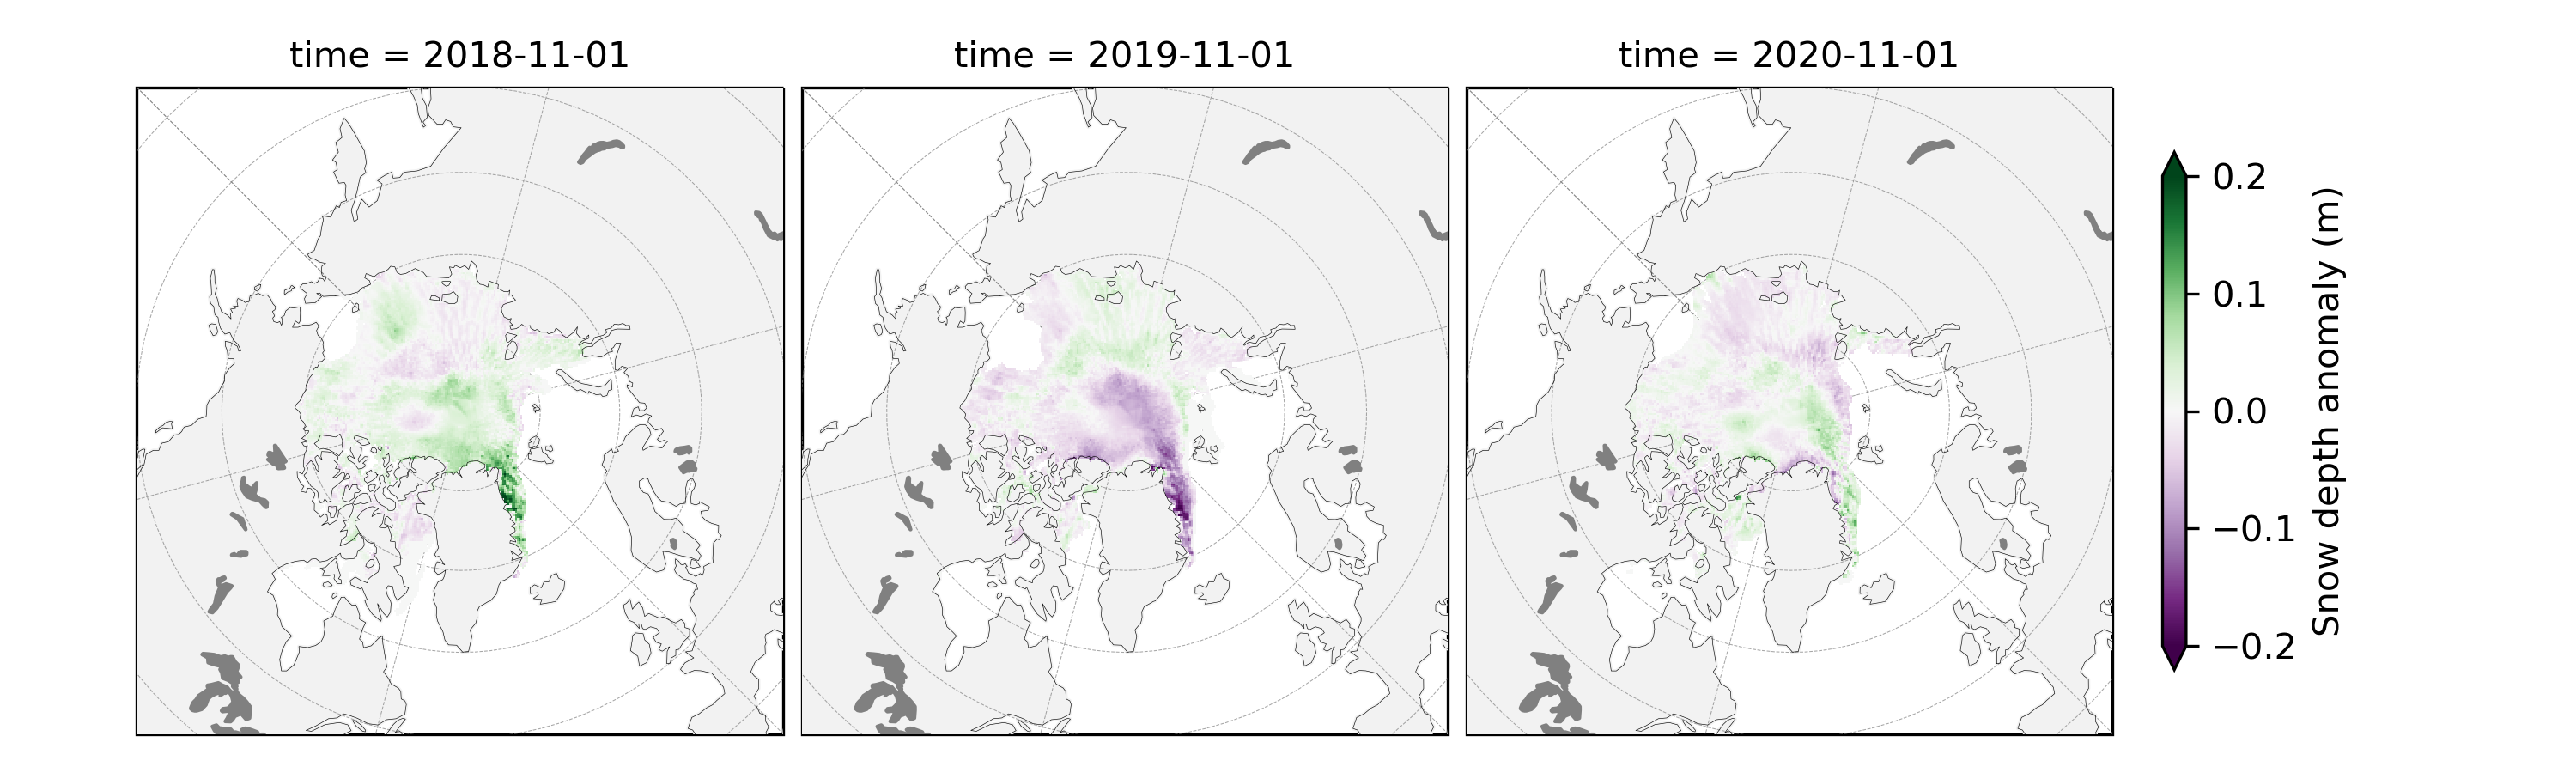 time = 2018-11-01
time = 2019-11-01
time = 2020-11-01
0.2
0.1
0.0
−0.1
−0.2
Snow depth anomaly (m)